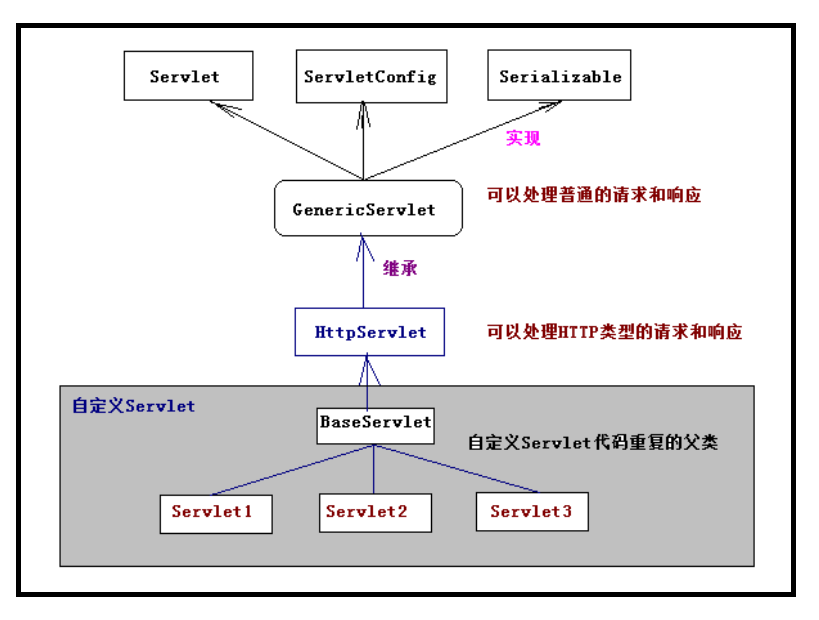 Servlet
ServletConfig
Serializable
实现
GenericServlet
可以处理普通的请求和响应
继承
HttpServlet
可以处理HTTP类型的请求和响应
自定义Servlet
BaseServlet
自定义Servlet代码重复的父类
Servlet1
Servlet2
Servlet3